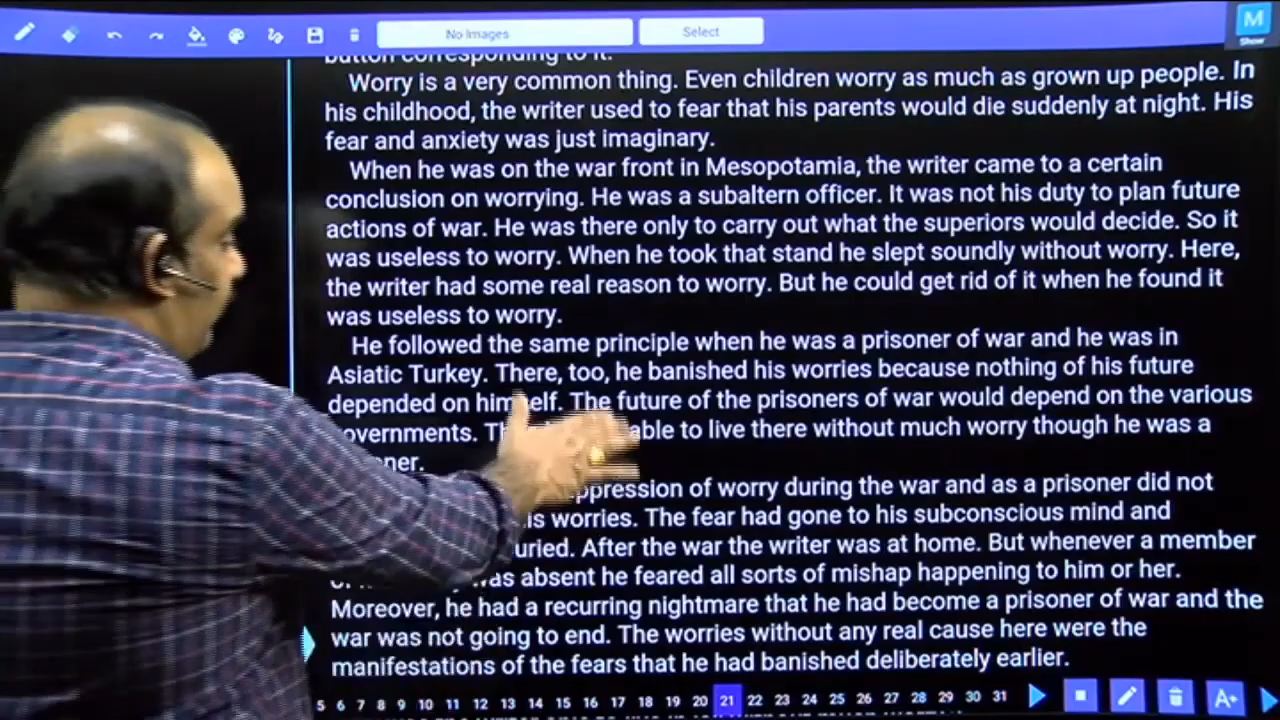 No Images
Select
M
Show
button corresponding to it.
Worry is a very common thing. Even children worry as much as grown up people. In
his childhood, the writer used to fear that his parents would die suddenly at night. His
fear and anxiety was just imaginary.
When he was on the war front in Mesopotamia, the writer came to a certain
conclusion on worrying. He was a subaltern officer. It was not his duty to plan future
actions of war. He was there only to carry out what the superiors would decide. So it
was useless to worry. When he took that stand he slept soundly without worry. Here,
the writer had some real reason to worry. But he could get rid of it when he found it
was useless to worry.
He followed the same principle when he was a prisoner of war and he was in
Asiatic Turkey. There, too, he banished his worries because nothing of his future
depended on himself. The future of the prisoners of war would depend on the various
governments. able to live there without much worry though he was a
of worry during the war and as a prisoner did not
worries. The fear had gone to his subconscious mind and
After the war the writer was at home. But whenever a member
was absent he feared all sorts of mishap happening to him or her.
Moreover, he had a recurring nightmare that he had become a prisoner of war and the
war was not going to end. The worries without any real cause here were the
manifestations of the fears that he had banished deliberately earlier.
5 6 7 8 9 10 11 12 13 14 15 16 17 18 19 20 21 22 23 24 25 26 27 28 29 30 31 A+